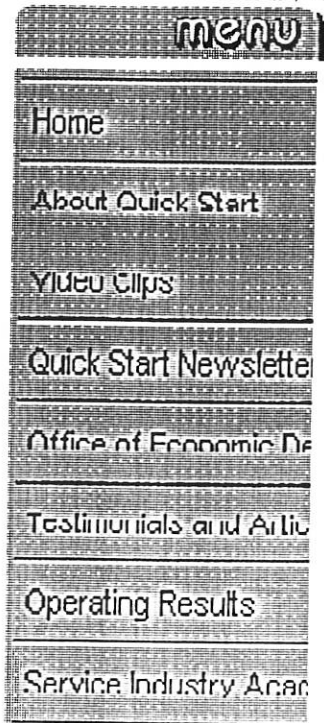 menu
Home
About Quick Start
Video Clips
Quick Start Newslette
Office of Economic De
Testimonials and Artic
Operating Results
Service Industry Acad